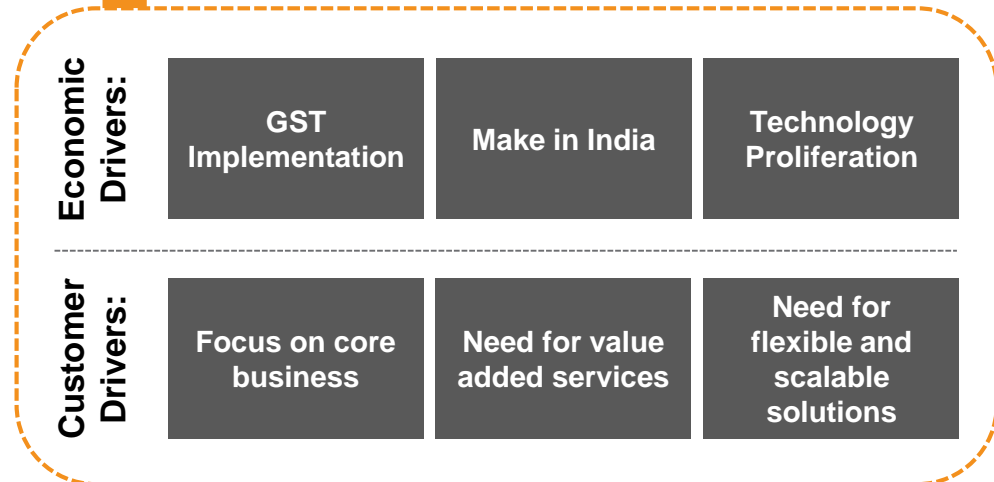 Economic
Drivers:
GST
Implementation
Make in India
Technology
Proliferation
Customer
Drivers:
Focus on core
business
Need for value
added services
Need for
flexible and
scalable
solutions